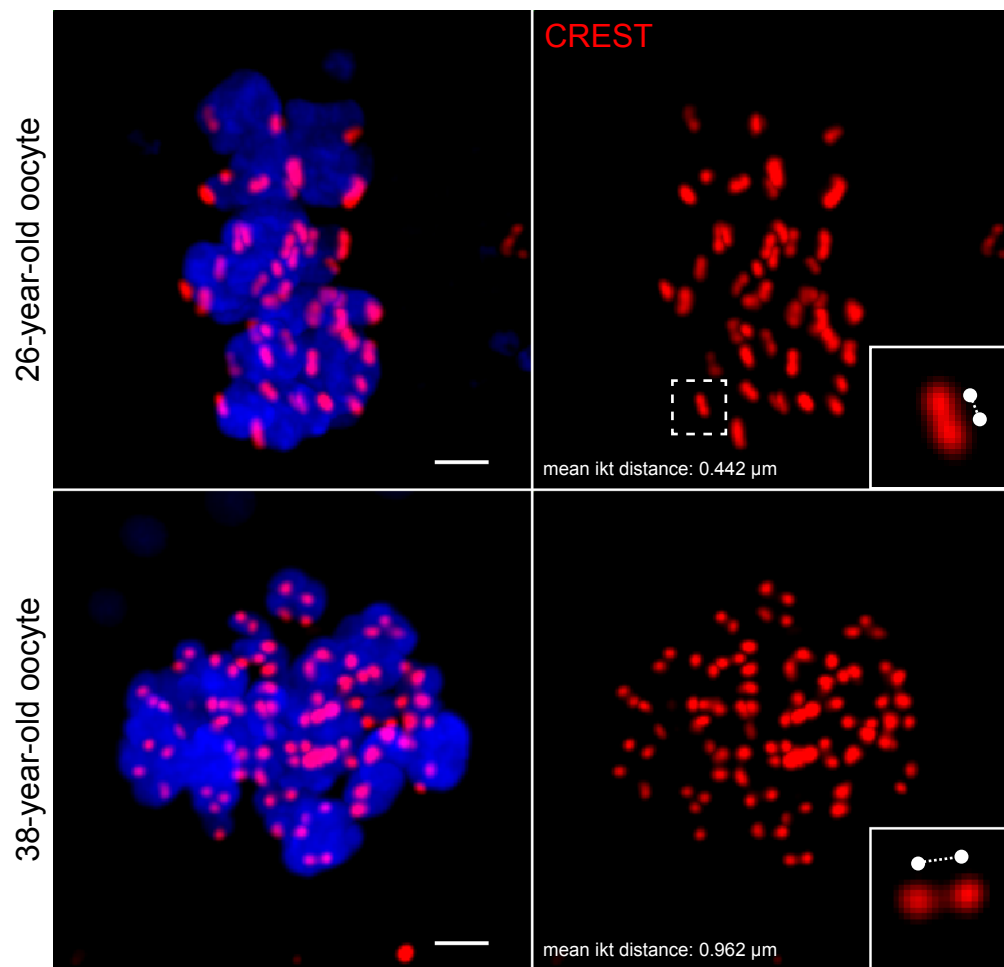 26-year-old oocyte
CREST
mean ikt distance: 0.442 µm
38-year-old oocyte
mean ikt distance: 0.962 µm